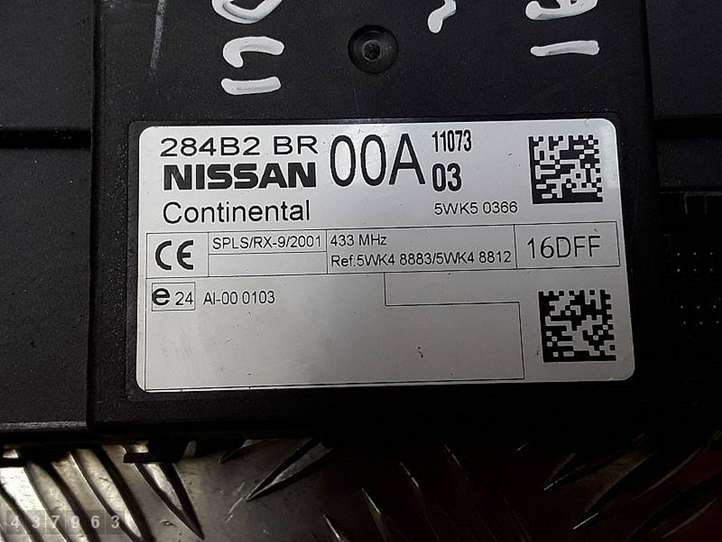 284B2 BR 00A 11073
NISSAN 03
Continental 5WK5 0366
CE SPLS/RX-9/2001 433 MHz
Ref.5WK4 8883/5WK4 8812 16DFF
e 24 AI-00 0103
437963